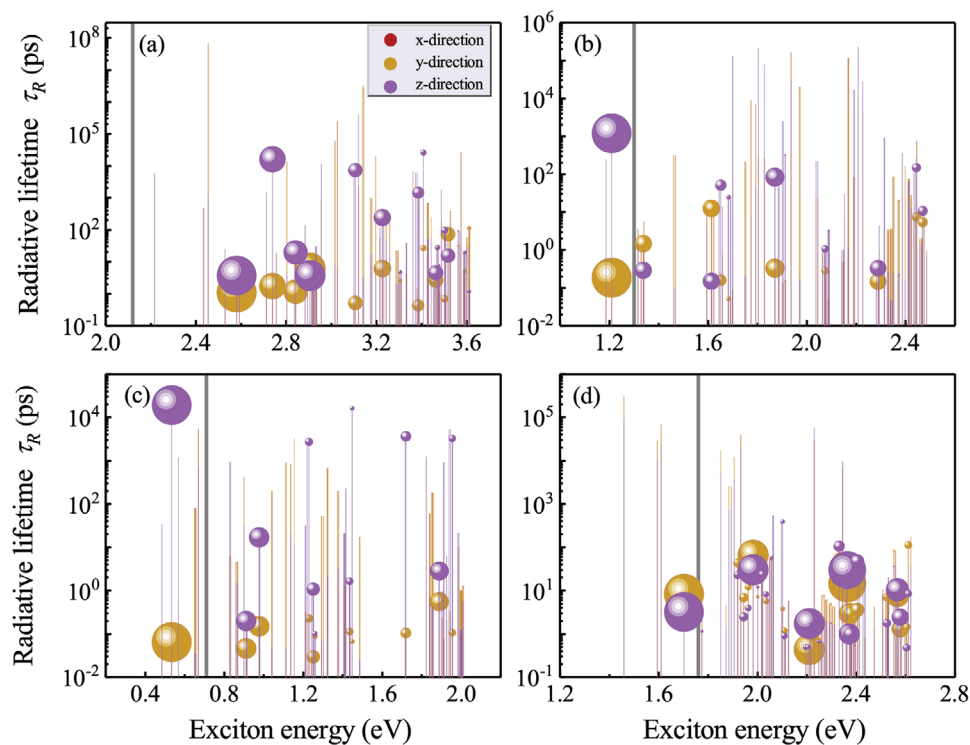 (a)
x-direction
y-direction
z-direction
Radiative lifetime τR (ps)
10^8
10^5
10^2
10^-1
2.0 2.4 2.8 3.2 3.6
(b)
10^6
10^4
10^2
10^0
10^-2
1.2 1.6 2.0 2.4
(c)
Radiative lifetime τR (ps)
10^4
10^2
10^0
10^-2
0.4 0.8 1.2 1.6 2.0
Exciton energy (eV)
(d)
10^5
10^3
10^1
10^-1
1.2 1.6 2.0 2.4 2.8
Exciton energy (eV)